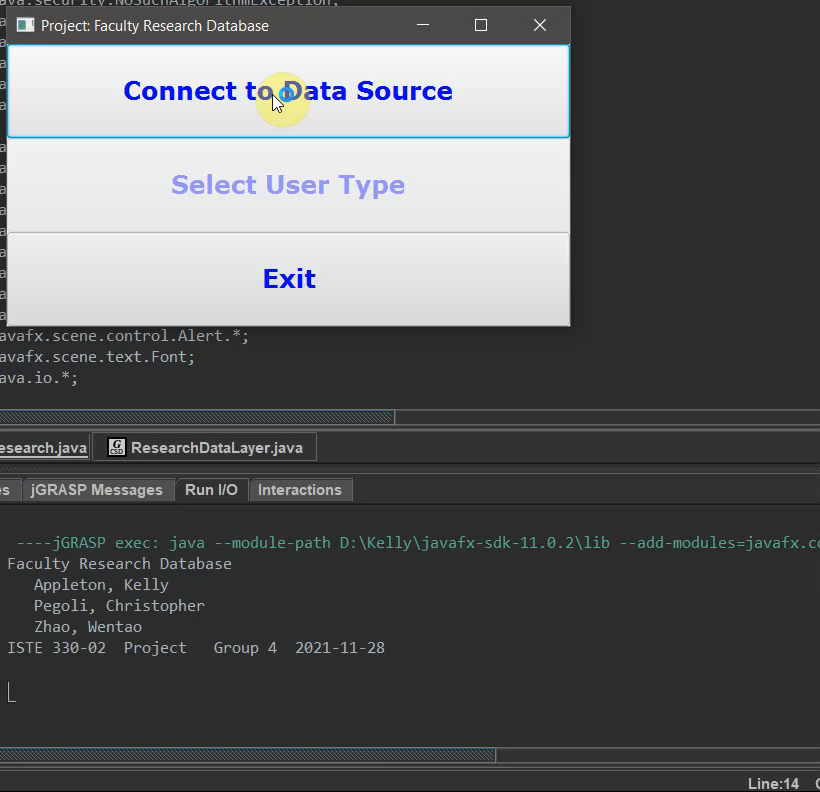 ava.security.NoSuchAlgorithmException;
Project: Faculty Research Database
Connect to Data Source
Select User Type
Exit
avafx.scene.control.Alert.*;
avafx.scene.text.Font;
ava.io.*;
esearch.java
G CSD ResearchDataLayer.java
es jGRASP Messages Run I/O Interactions
----jGRASP exec: java --module-path D:\Kelly\javafx-sdk-11.0.2\lib --add-modules=javafx.co
Faculty Research Database
Appleton, Kelly
Pegoli, Christopher
Zhao, Wentao
ISTE 330-02 Project Group 4 2021-11-28
Line:14